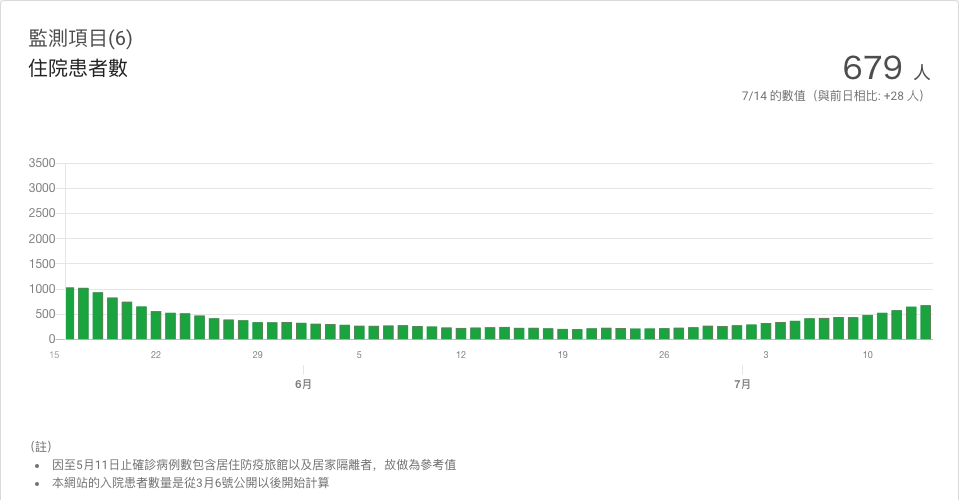 監測項目(6)
住院患者數
679 人
7/14 的數值（與前日相比: +28 人）
3500
3000
2500
2000
1500
1000
500
0
15 22 29 5 12 19 26 3 10
6月 7月
（註）
• 因至5月11日止確診病例數包含居住防疫旅館以及居家隔離者，故做為參考值
• 本網站的入院患者數量是從3月6號公開以後開始計算